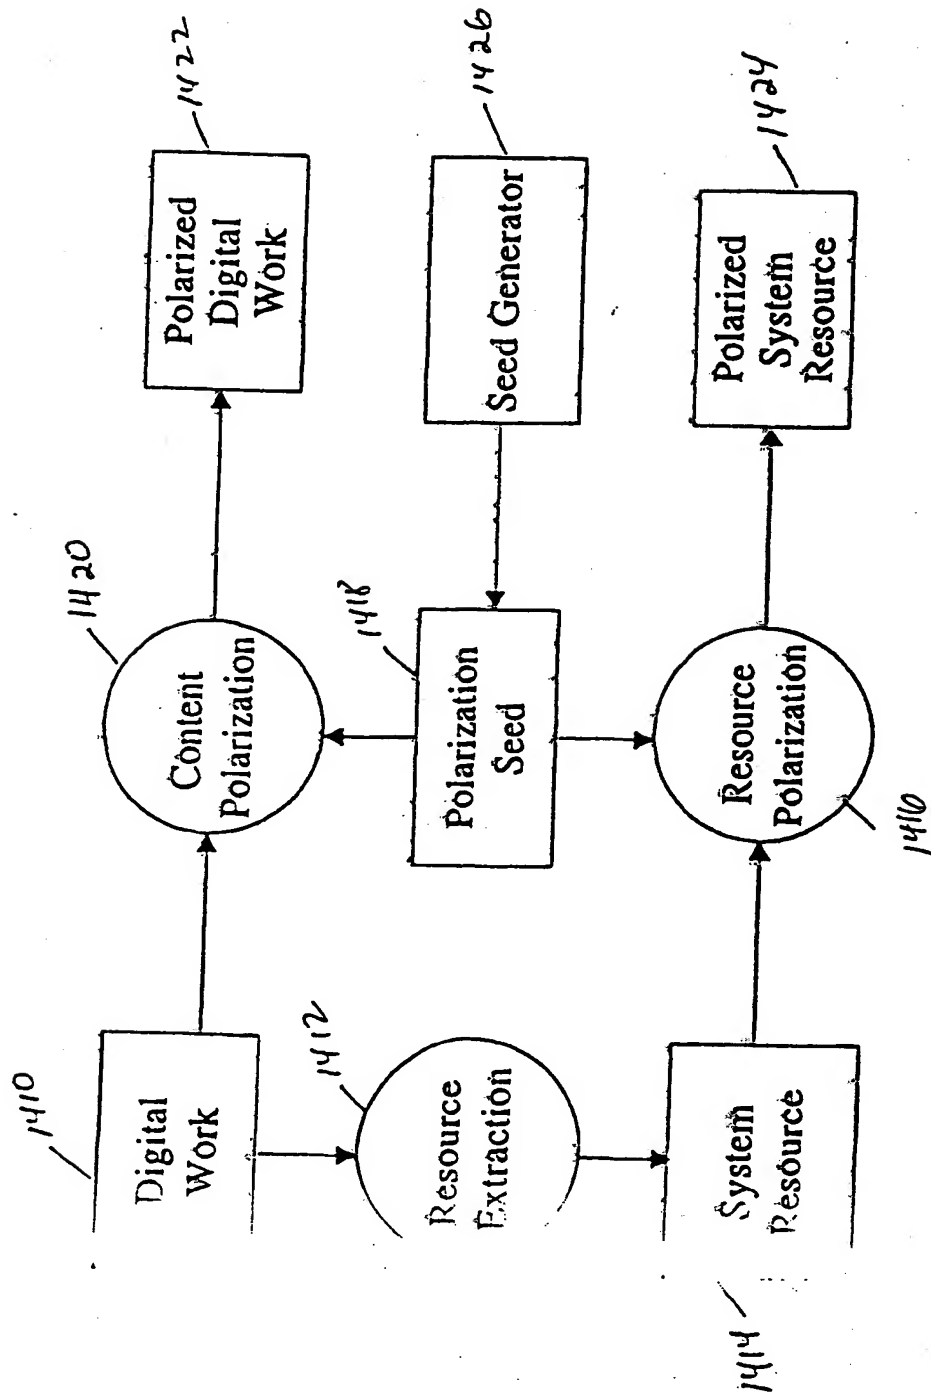 1410
Digital
Work
1420
Content
Polarization
1422
Polarized
Digital
Work
1412
Resource
Extraction
1418
Polarization
Seed
1426
Seed Generator
1414
System
Resource
Resource
Polarization
1416
1424
Polarized
System
Resource